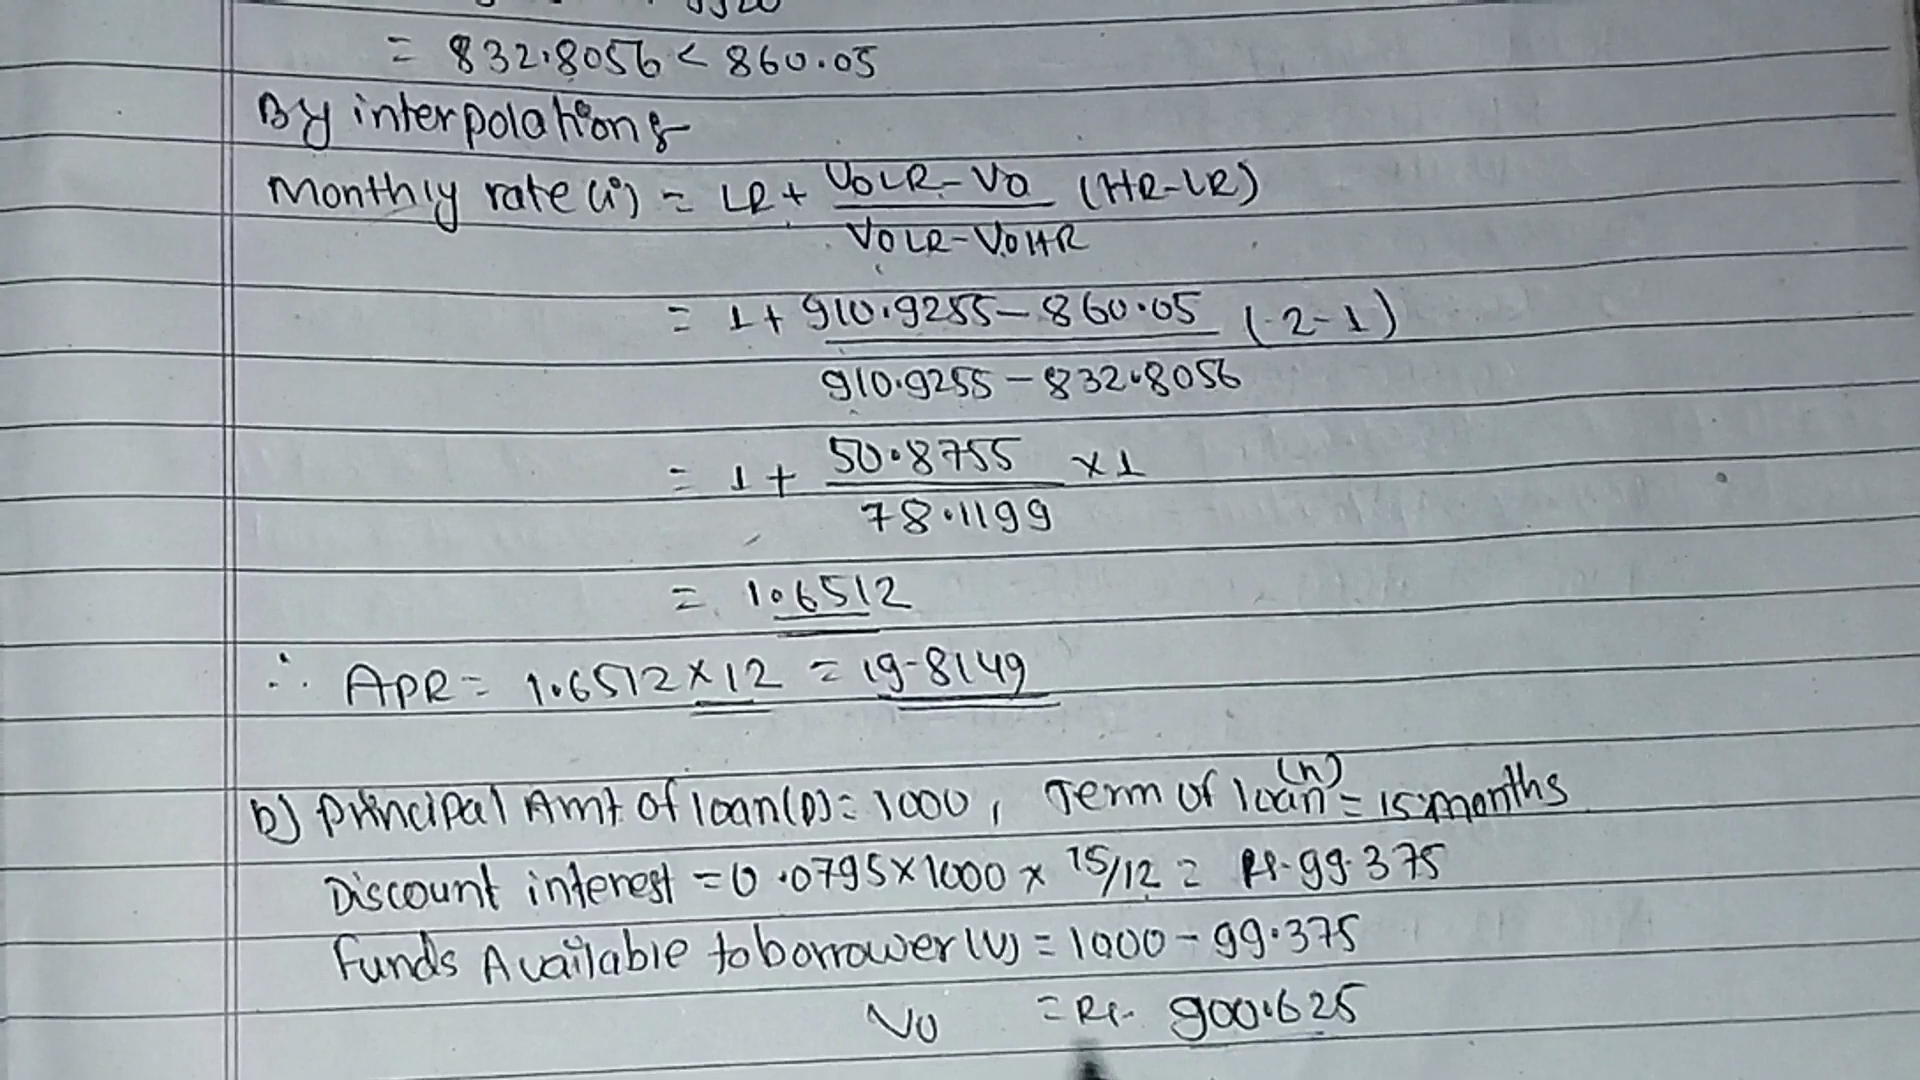 = 832.8056 < 860.05
By interpolation:-
Monthly rate (i) = LR + VOLR - VO (HR-LR)
VOLR - VOHR
= 1 + 910.9255 - 860.05 (2-1)
910.9255 - 832.8056
= 1 + 50.8755 x 1
78.1199
= 1.6512
∴ APR = 1.6512 x 12 = 19.8149
b) Principal Amt of loan (P) = 1000, Term of loan (n) = 15 months
Discount interest = 0.0795 x 1000 x 15/12 = Rs. 99.375
Funds Available to borrower (V) = 1000 - 99.375
VO = Rs. 900.625